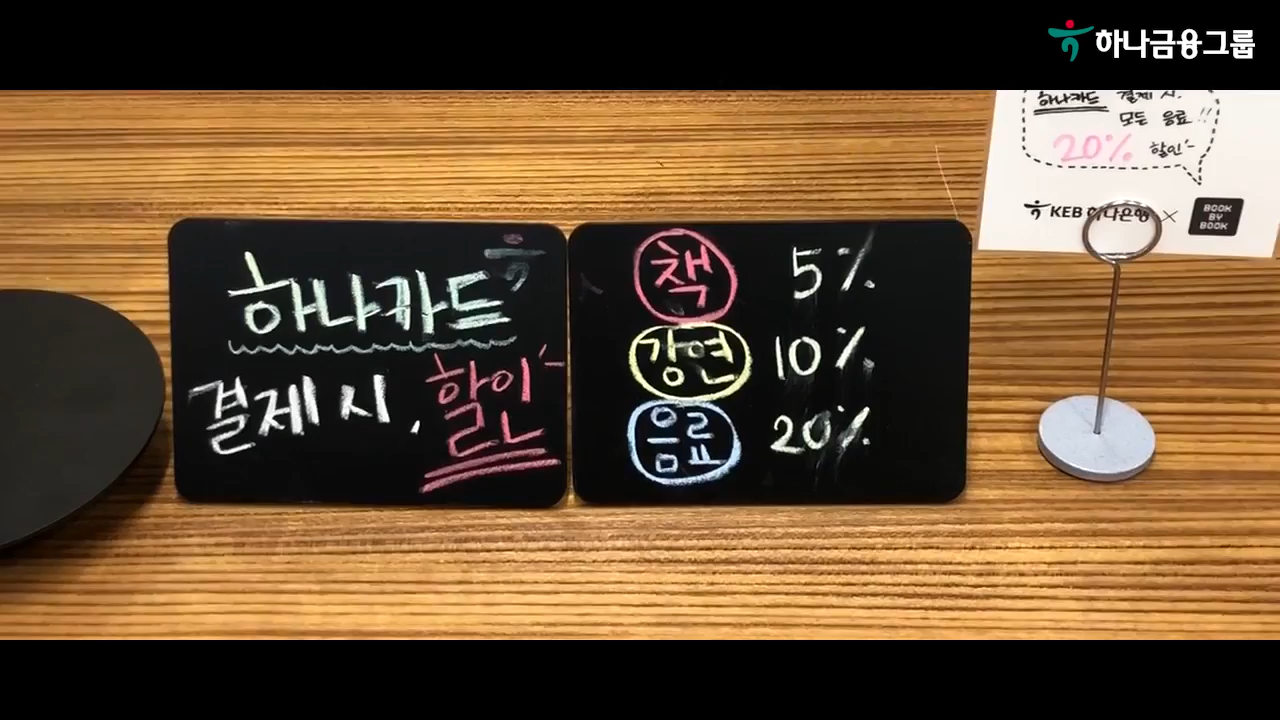 하나금융그룹
하나카드
결제 시, 할인
책 5%
강연 10%
음료 20%
하나카드 결제 시,
모든 음료!!
20% 할인
KEB 하나은행 × BOOK BY BOOK